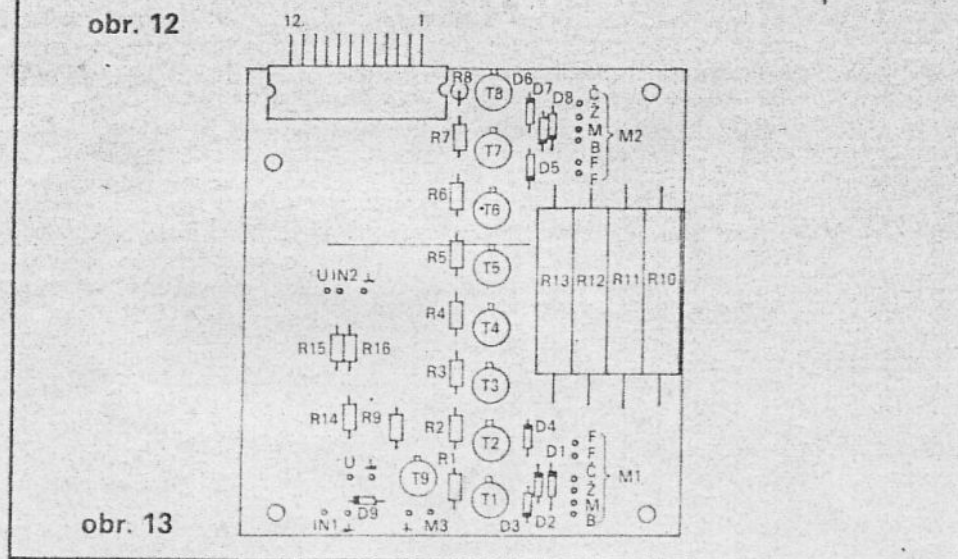 obr. 12
12 1
R8 T8 D6 D7 D8 Č
Ž
R7 T7 M M2
B
D5 F
F
R6 T6
R5 T5
U IN2 ⊥ R13 R12 R11 R10
R4 T4
R15 R16
R3 T3
R14 R9 R2 T2 D4 F
D1 F
U ⊥ R1 Č
T9 Ž M1
D9 T1 M
IN1 ⊥ ⊥ M3 D3 D2 B
obr. 13